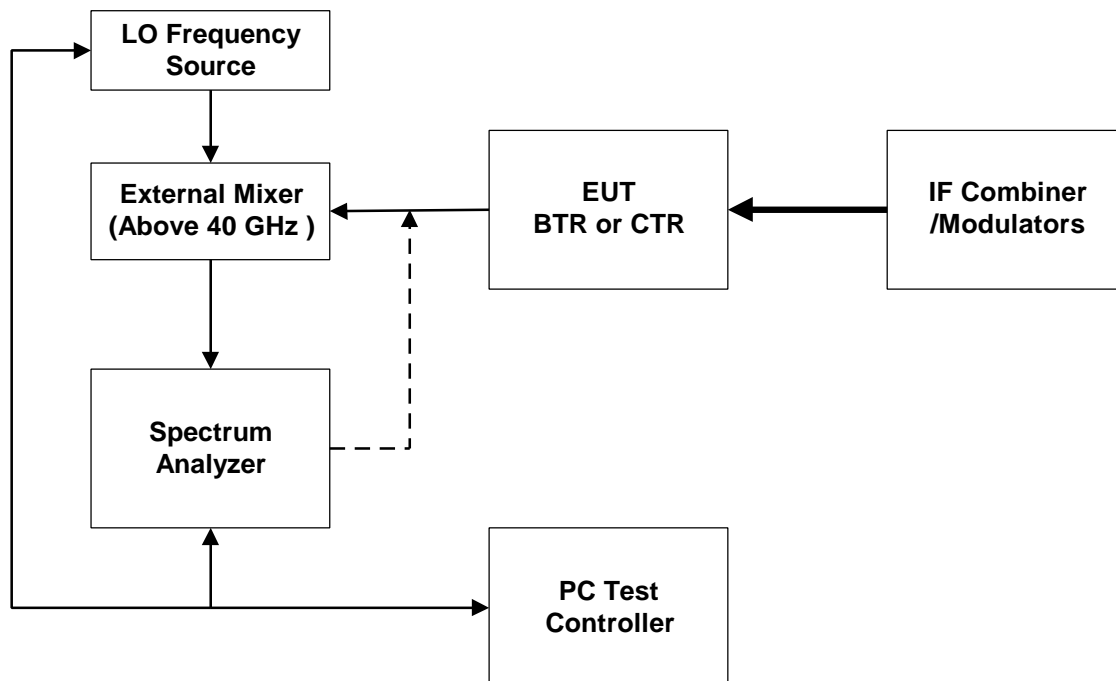 LO Frequency
Source
External Mixer
(Above 40 GHz )
EUT
BTR or CTR
IF Combiner
/Modulators
Spectrum
Analyzer
PC Test
Controller